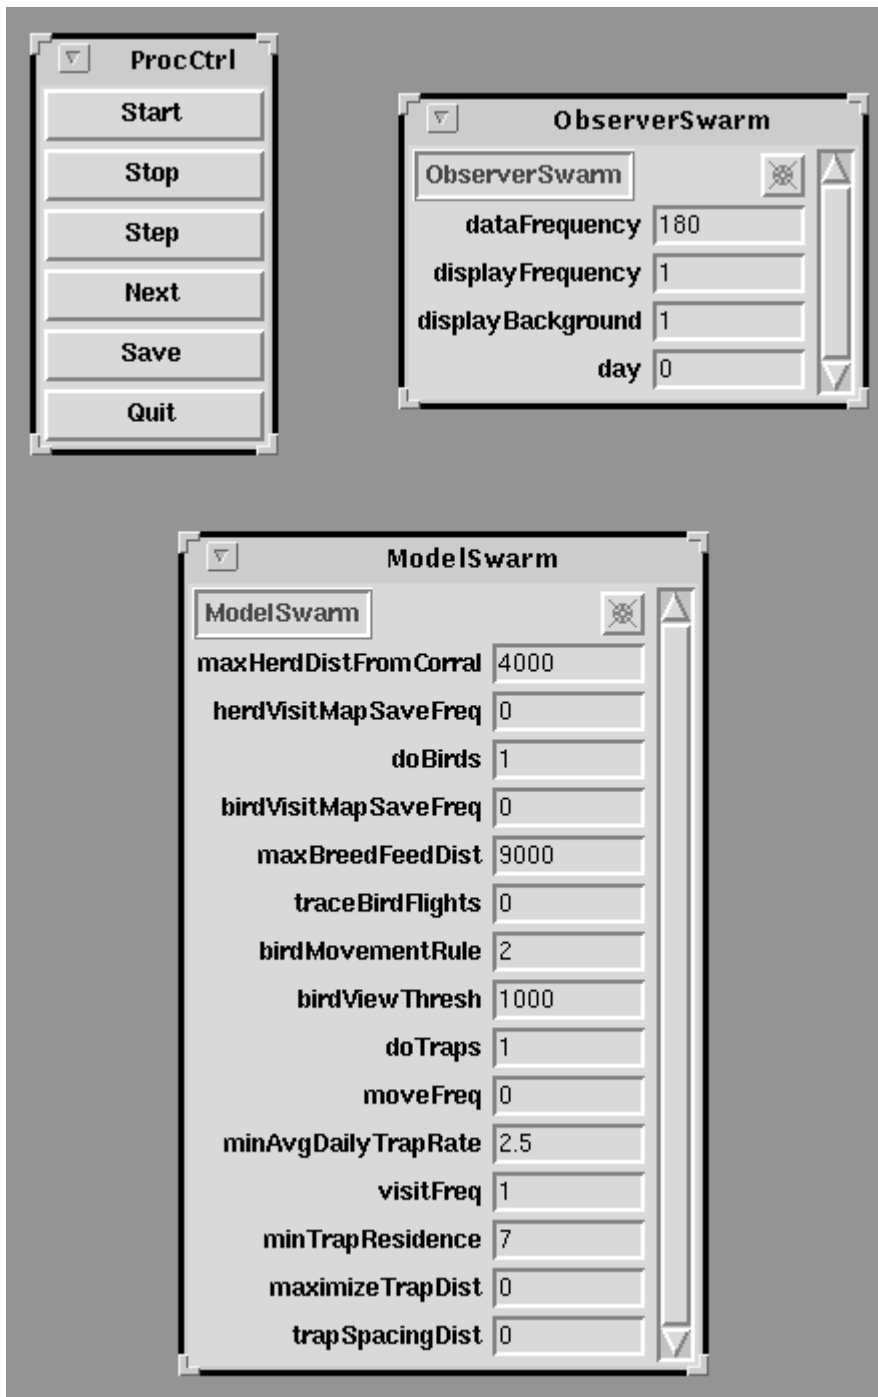 ProcCtrl
Start
Stop
Step
Next
Save
Quit
ObserverSwarm
ObserverSwarm
dataFrequency 180
displayFrequency 1
displayBackground 1
day 0
ModelSwarm
ModelSwarm
maxHerdDistFromCorral 4000
herdVisitMapSaveFreq 0
doBirds 1
birdVisitMapSaveFreq 0
maxBreedFeedDist 9000
traceBirdFlights 0
birdMovementRule 2
birdViewThresh 1000
doTraps 1
moveFreq 0
minAvgDailyTrapRate 2.5
visitFreq 1
minTrapResidence 7
maximizeTrapDist 0
trapSpacingDist 0